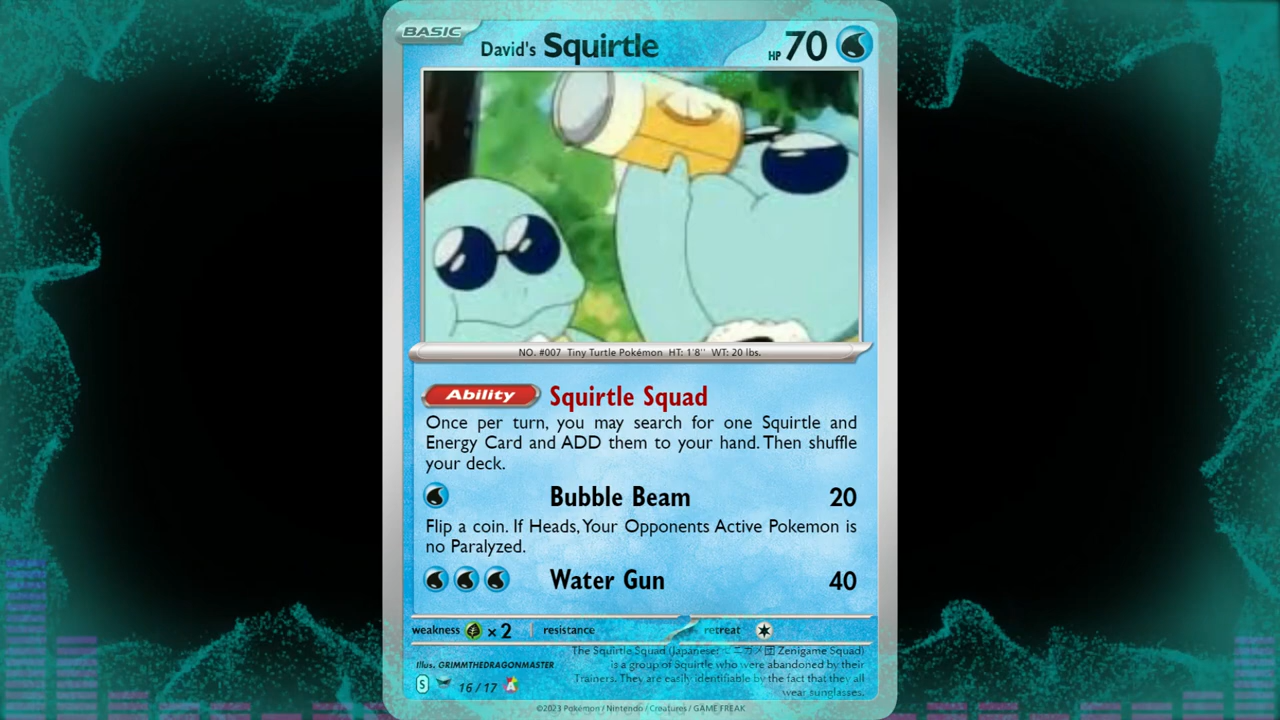 BASIC
David's Squirtle
HP 70
NO. #007 Tiny Turtle Pokémon HT: 1'8'' WT: 20 lbs.
Ability Squirtle Squad
Once per turn, you may search for one Squirtle and
Energy Card and ADD them to your hand. Then shuffle
your deck.
Bubble Beam 20
Flip a coin. If Heads, Your Opponents Active Pokemon is
no Paralyzed.
Water Gun 40
weakness × 2 resistance retreat
The Squirtle Squad (Japanese: ゼニガメ団 Zenigame Squad)
is a group of Squirtle who were abandoned by their
Trainers. They are easily identifiable by the fact that they all
wear sunglasses.
Illus. GRIMMTHEDRAGONMASTER
S 16/17
©2023 Pokémon / Nintendo / Creatures / GAME FREAK